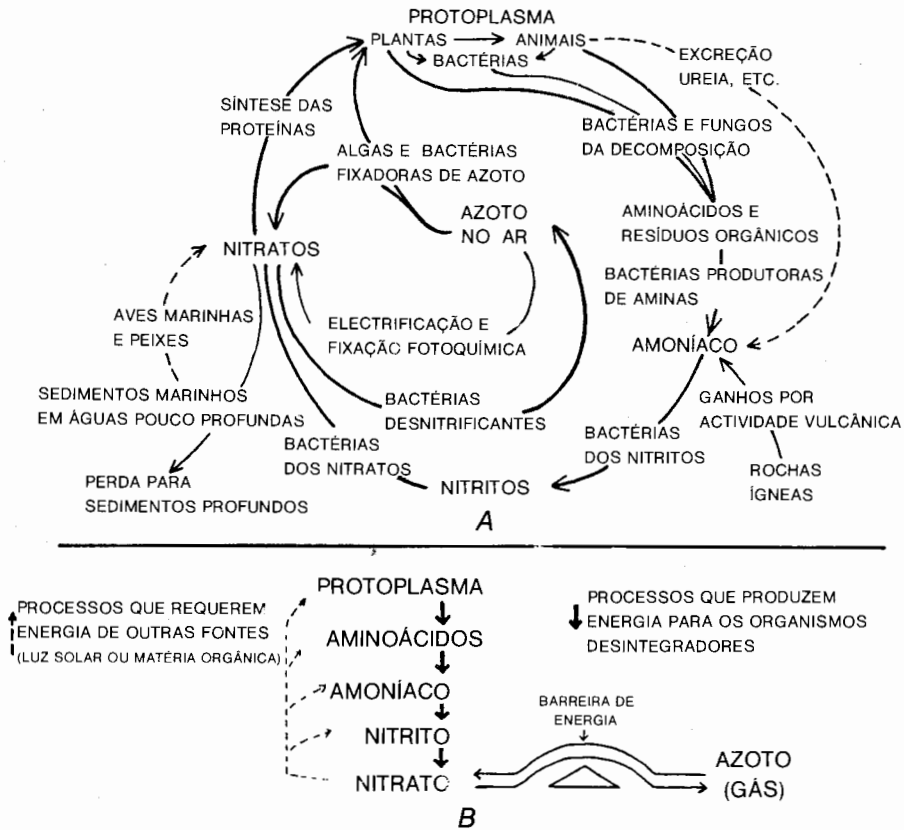 PROTOPLASMA
PLANTAS
ANIMAIS
BACTÉRIAS
EXCREÇÃO
UREIA, ETC.
SÍNTESE DAS
PROTEÍNAS
BACTÉRIAS E FUNGOS
DA DECOMPOSIÇÃO
ALGAS E BACTÉRIAS
FIXADORAS DE AZOTO
AZOTO
NO AR
AMINOÁCIDOS E
RESÍDUOS ORGÂNICOS
NITRATOS
BACTÉRIAS PRODUTORAS
DE AMINAS
AVES MARINHAS
E PEIXES
ELECTRIFICAÇÃO E
FIXAÇÃO FOTOQUÍMICA
AMONÍACO
SEDIMENTOS MARINHOS
EM ÁGUAS POUCO PROFUNDAS
BACTÉRIAS
DESNITRIFICANTES
GANHOS POR
ACTIVIDADE VULCÂNICA
BACTÉRIAS
DOS NITRATOS
BACTÉRIAS
DOS NITRITOS
ROCHAS
ÍGNEAS
PERDA PARA
SEDIMENTOS PROFUNDOS
NITRITOS
A
PROTOPLASMA
PROCESSOS QUE REQUEREM
ENERGIA DE OUTRAS FONTES
(LUZ SOLAR OU MATÉRIA ORGÂNICA)
PROCESSOS QUE PRODUZEM
ENERGIA PARA OS ORGANISMOS
DESINTEGRADORES
AMINOÁCIDOS
AMONÍACO
NITRITO
NITRATO
BARREIRA DE
ENERGIA
AZOTO
(GÁS)
B